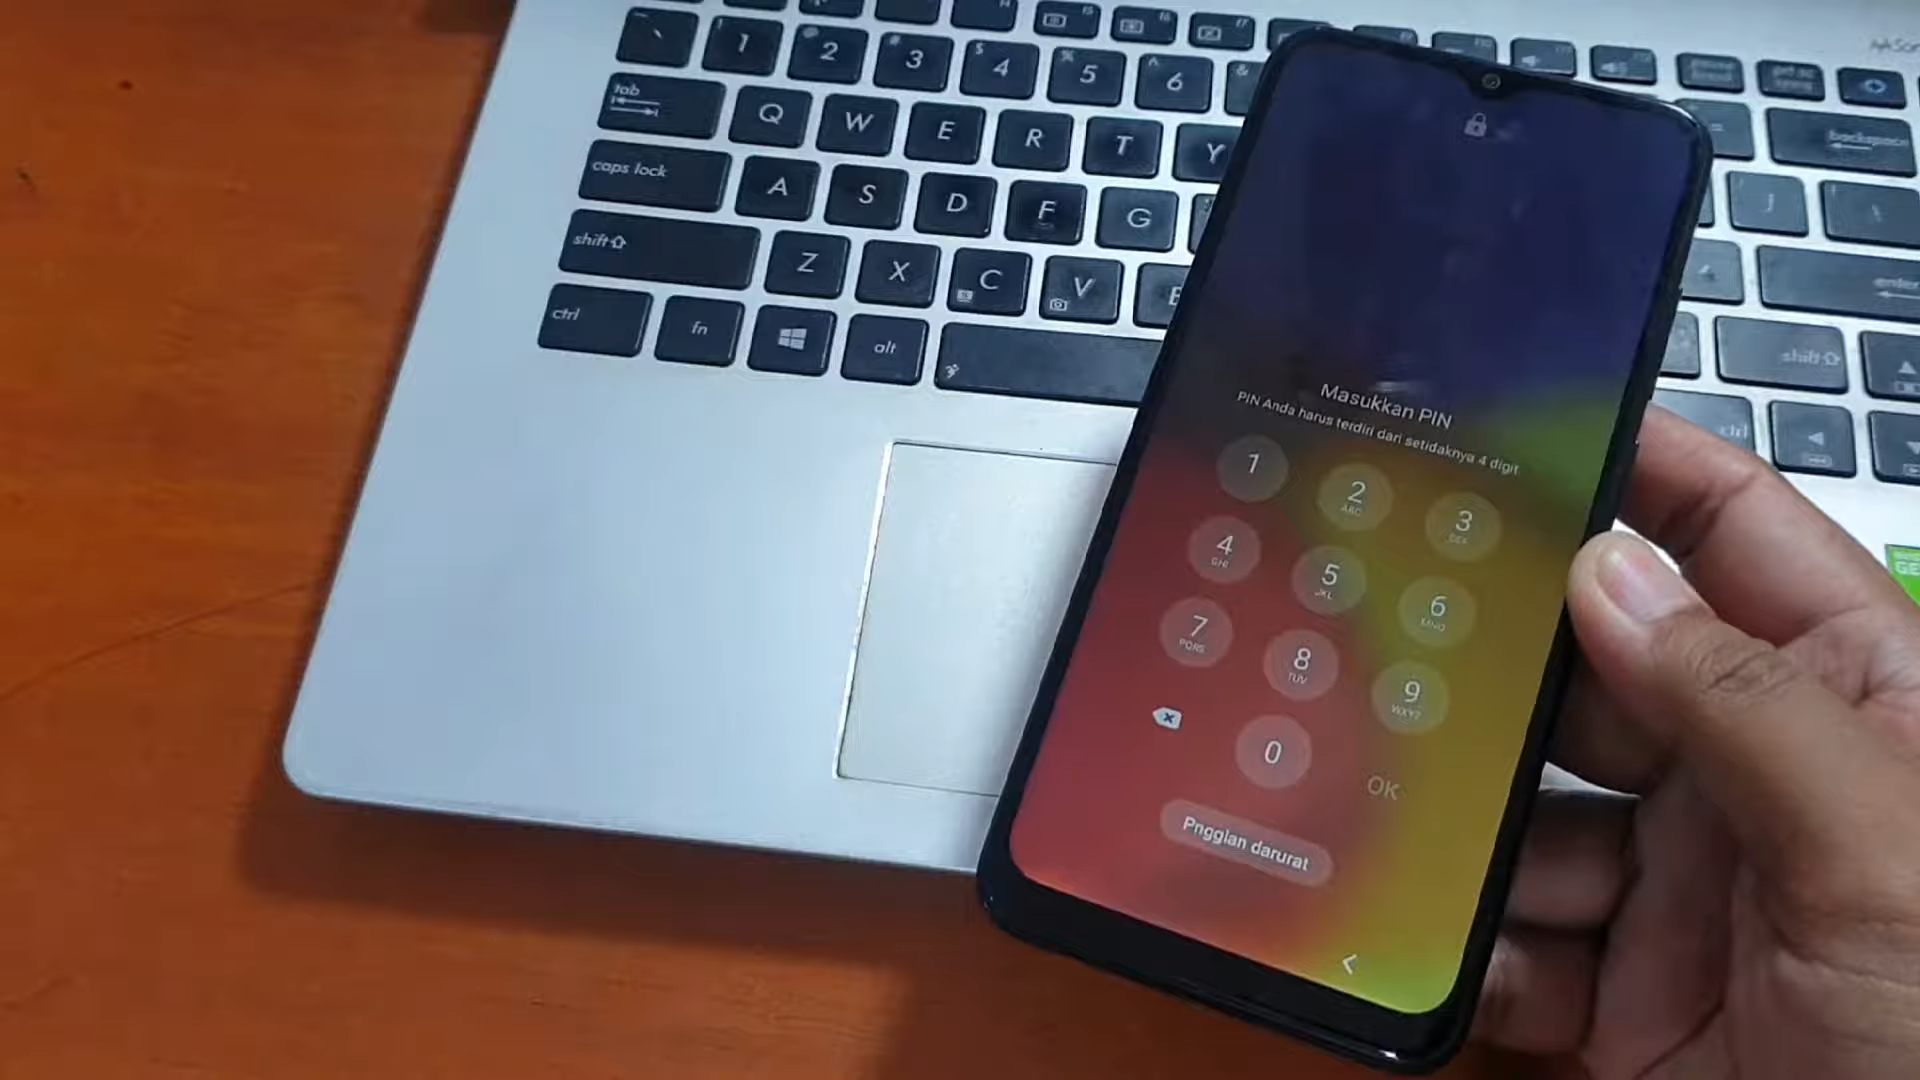 ` 1 2 3 4 5 6
! @ # $ % ^ &
tab Q W E R T Y
backspace
caps lock A S D F G
shift Z X C V
enter
ctrl fn alt
shift
ctrl
Masukkan PIN
PIN Anda harus terdiri dari setidaknya 4 digit
1
2 ABC
3 DEF
4 GHI
5 JKL
6 MNO
7 PQRS
8 TUV
9 WXYZ
0
OK
Pnggian darurat
GE